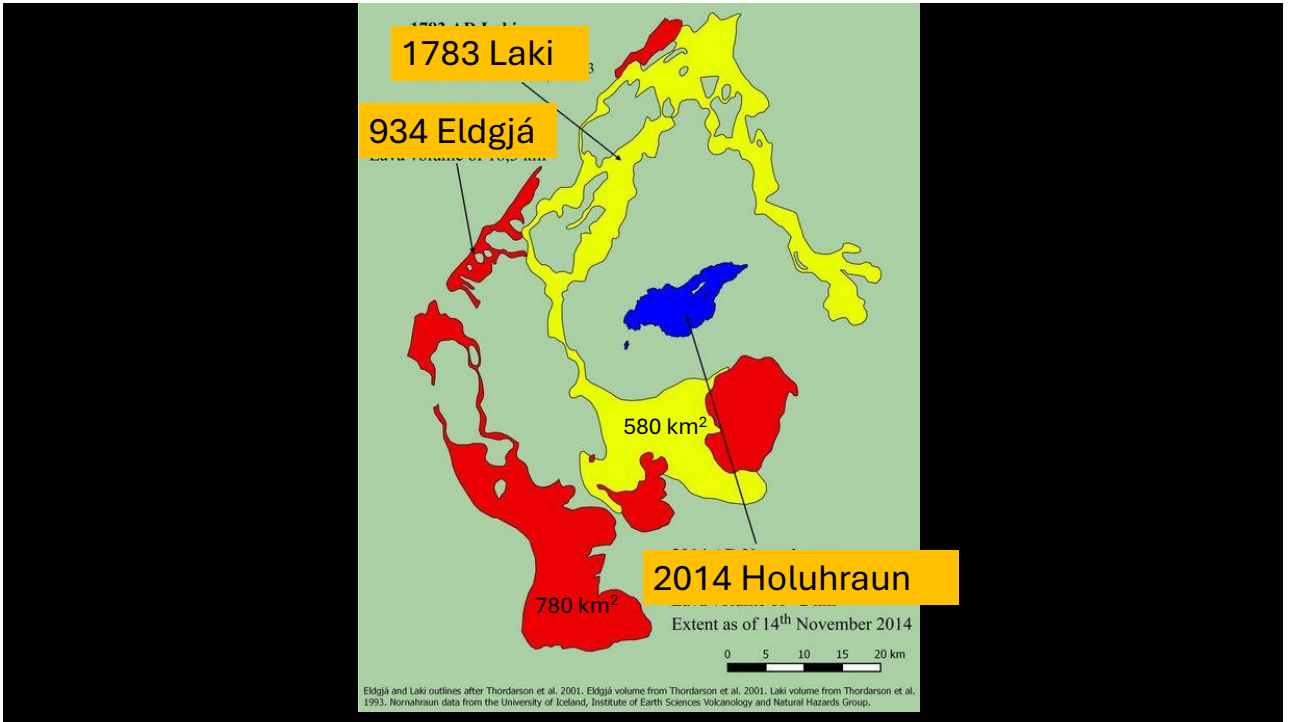 1783 Laki
3
934 Eldgjá
580 km²
780 km²
2014 Holuhraun
Extent as of 14th November 2014
0 5 10 15 20 km
Eldgjá and Laki outlines after Thordarson et al. 2001. Eldgjá volume from Thordarson et al. 2001. Laki volume from Thordarson et al.
1993. Nornahraun data from the University of Iceland, Institute of Earth Sciences Volcanology and Natural Hazards Group.